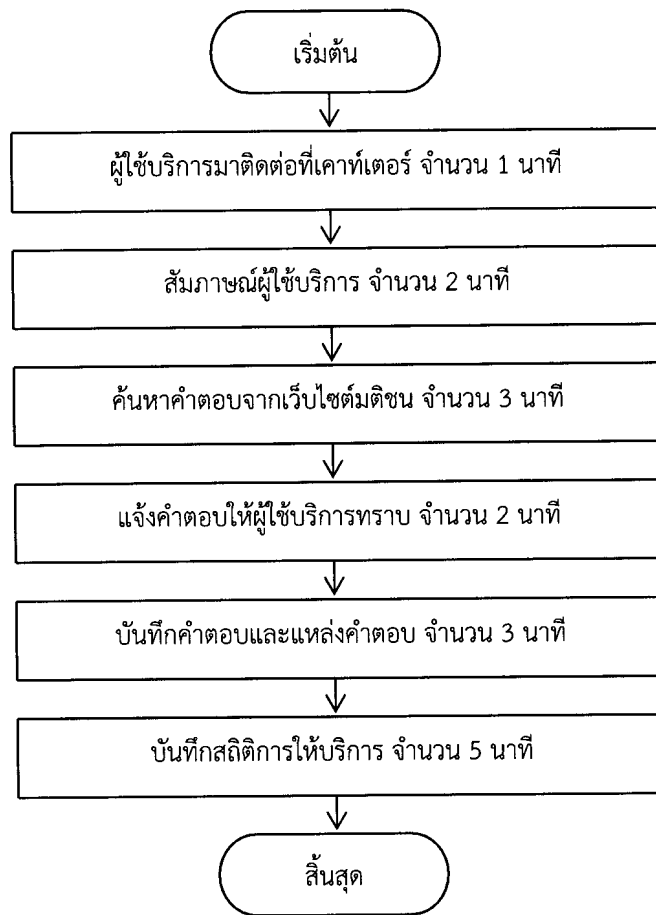 เริ่มต้น
ผู้ใช้บริการมาติดต่อที่เคาท์เตอร์ จำนวน 1 นาที
สัมภาษณ์ผู้ใช้บริการ จำนวน 2 นาที
ค้นหาคำตอบจากเว็บไซต์มติชน จำนวน 3 นาที
แจ้งคำตอบให้ผู้ใช้บริการทราบ จำนวน 2 นาที
บันทึกคำตอบและแหล่งคำตอบ จำนวน 3 นาที
บันทึกสถิติการให้บริการ จำนวน 5 นาที
สิ้นสุด